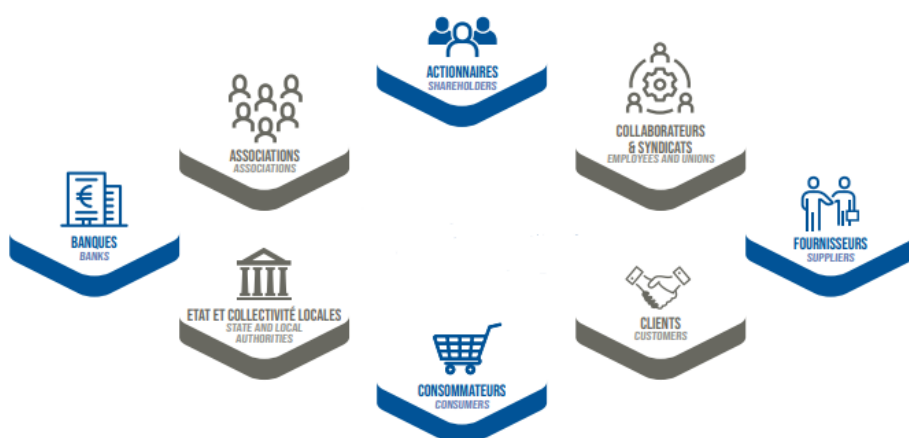 ACTIONNAIRES
SHAREHOLDERS
ASSOCIATIONS
ASSOCIATIONS
COLLABORATEURS
& SYNDICATS
EMPLOYEES AND UNIONS
BANQUES
BANKS
FOURNISSEURS
SUPPLIERS
ETAT ET COLLECTIVITÉ LOCALES
STATE AND LOCAL
AUTHORITIES
CLIENTS
CUSTOMERS
CONSOMMATEURS
CONSUMERS